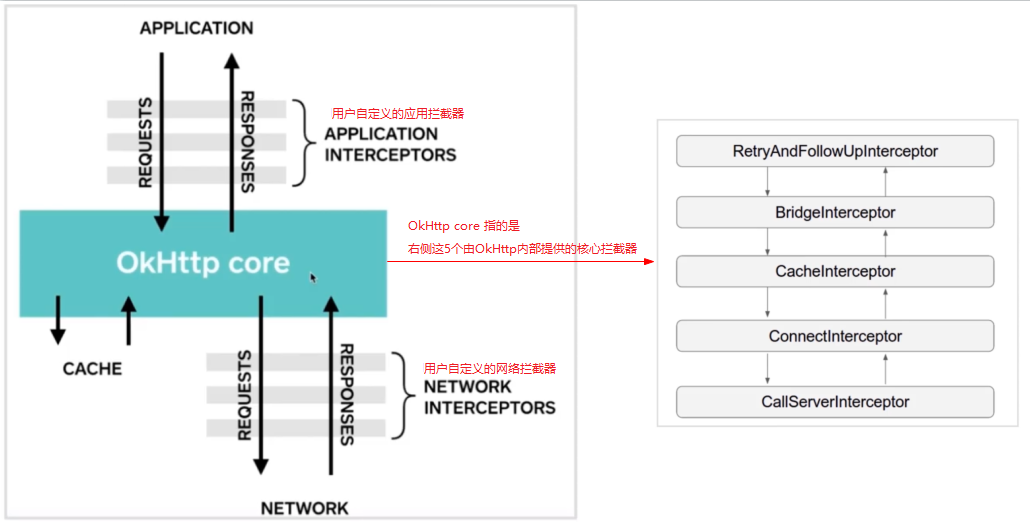 APPLICATION
REQUESTS
RESPONSES
用户自定义的应用拦截器
APPLICATION
INTERCEPTORS
OkHttp core
OkHttp core 指的是
右侧这5个由OkHttp内部提供的核心拦截器
CACHE
REQUESTS
RESPONSES
用户自定义的网络拦截器
NETWORK
INTERCEPTORS
NETWORK
RetryAndFollowUpInterceptor
BridgeInterceptor
CacheInterceptor
ConnectInterceptor
CallServerInterceptor